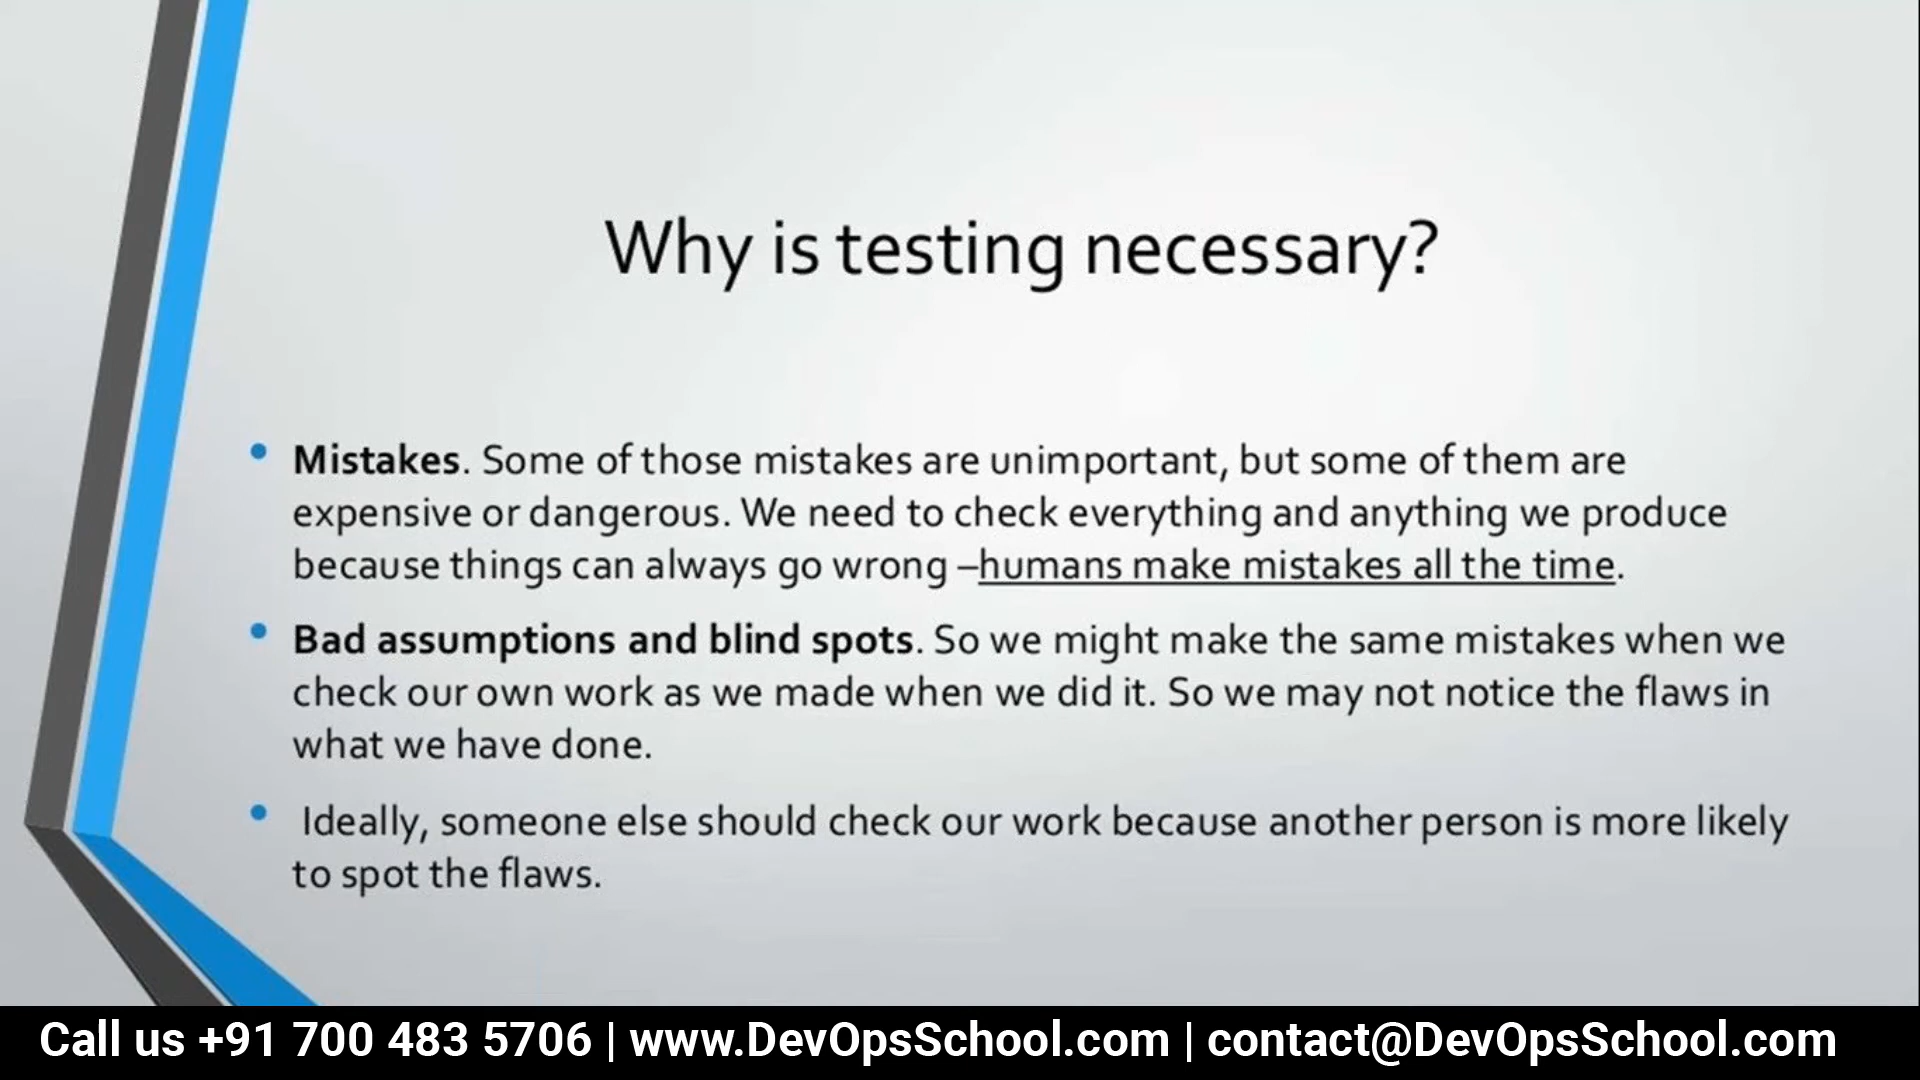 Why is testing necessary?
Mistakes. Some of those mistakes are unimportant, but some of them are
expensive or dangerous. We need to check everything and anything we produce
because things can always go wrong –humans make mistakes all the time.
Bad assumptions and blind spots. So we might make the same mistakes when we
check our own work as we made when we did it. So we may not notice the flaws in
what we have done.
Ideally, someone else should check our work because another person is more likely
to spot the flaws.
Call us +91 700 483 5706 | www.DevOpsSchool.com | contact@DevOpsSchool.com